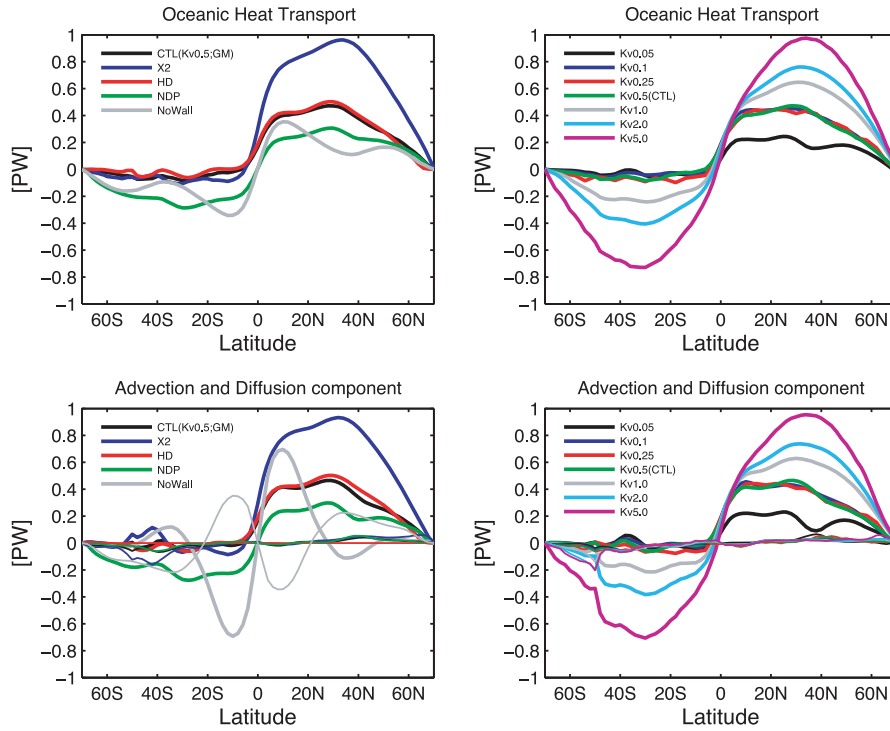 Oceanic Heat Transport
[PW]
1
0.8
0.6
0.4
0.2
0
−0.2
−0.4
−0.6
−0.8
−1
CTL(Kv0.5;GM)
X2
HD
NDP
NoWall
60S 40S 20S 0 20N 40N 60N
Latitude
Oceanic Heat Transport
[PW]
1
0.8
0.6
0.4
0.2
0
−0.2
−0.4
−0.6
−0.8
−1
Kv0.05
Kv0.1
Kv0.25
Kv0.5(CTL)
Kv1.0
Kv2.0
Kv5.0
60S 40S 20S 0 20N 40N 60N
Latitude
Advection and Diffusion component
[PW]
1
0.8
0.6
0.4
0.2
0
−0.2
−0.4
−0.6
−0.8
−1
CTL(Kv0.5;GM)
X2
HD
NDP
NoWall
60S 40S 20S 0 20N 40N 60N
Latitude
Advection and Diffusion component
[PW]
1
0.8
0.6
0.4
0.2
0
−0.2
−0.4
−0.6
−0.8
−1
Kv0.05
Kv0.1
Kv0.25
Kv0.5(CTL)
Kv1.0
Kv2.0
Kv5.0
60S 40S 20S 0 20N 40N 60N
Latitude